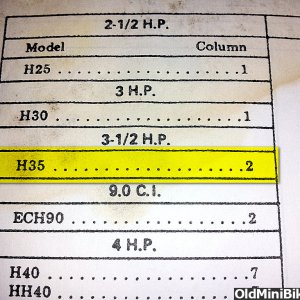 2-1/2 H.P.
Model Column
H25 . . . . . . . . . . . . . . . . . . . . 1
3 H.P.
H30 . . . . . . . . . . . . . . . . . . . . 1
3-1/2 H.P.
H35 . . . . . . . . . . . . . . . . . . . . 2
9.0 C.I.
ECH90 . . . . . . . . . . . . . . . . . 2
4 H.P.
H40 . . . . . . . . . . . . . . . . . . . . 7
HH40
OldMiniBi